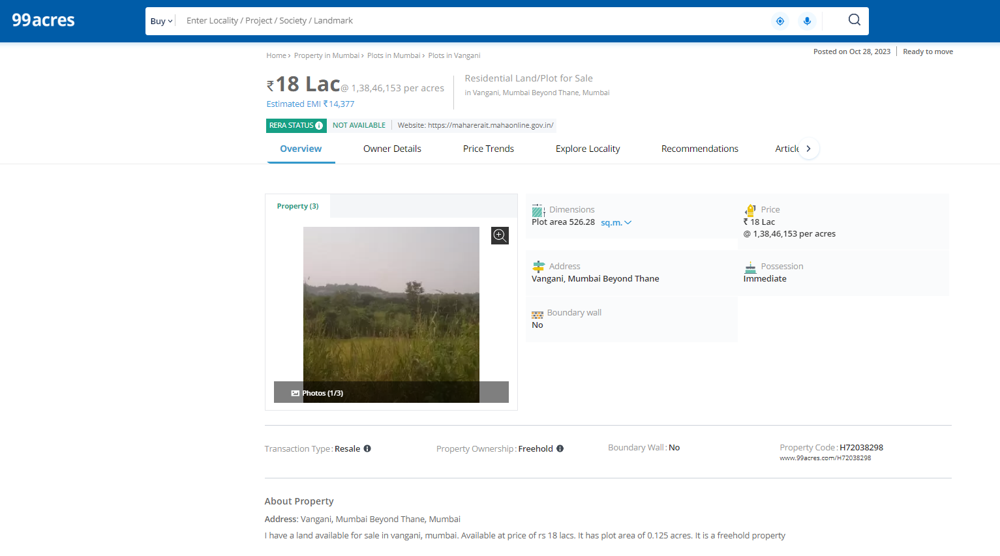 99acres
Buy
Enter Locality / Project / Society / Landmark
Home › Property in Mumbai › Plots in Mumbai › Plots in Vangani
Posted on Oct 28, 2023 | Ready to move
₹18 Lac @ 1,38,46,153 per acres
Estimated EMI ₹14,377
Residential Land/Plot for Sale
in Vangani, Mumbai Beyond Thane, Mumbai
RERA STATUS NOT AVAILABLE | Website: https://maharerait.mahaonline.gov.in/
Overview Owner Details Price Trends Explore Locality Recommendations Article
Property (3)
Photos (1/3)
Dimensions
Plot area 526.28 sq.m.
Price
₹ 18 Lac
@ 1,38,46,153 per acres
Address
Vangani, Mumbai Beyond Thane
Possession
Immediate
Boundary wall
No
Transaction Type : Resale
Property Ownership : Freehold
Boundary Wall : No
Property Code : H72038298
www.99acres.com/H72038298
About Property
Address: Vangani, Mumbai Beyond Thane, Mumbai
I have a land available for sale in vangani, mumbai. Available at price of rs 18 lacs. It has plot area of 0.125 acres. It is a freehold property